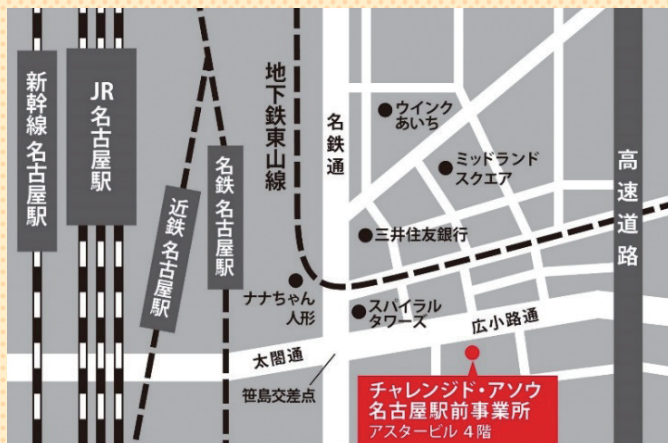 新幹線 名古屋駅
JR
名古屋駅
近鉄 名古屋駅
名鉄 名古屋駅
地下鉄東山線
名鉄通
ウインク
あいち
ミッドランド
スクエア
高速道路
三井住友銀行
ナナちゃん
人形
スパイラル
タワーズ
広小路通
太閤通
笹島交差点
チャレンジド・アソウ
名古屋駅前事業所
アスタービル 4階